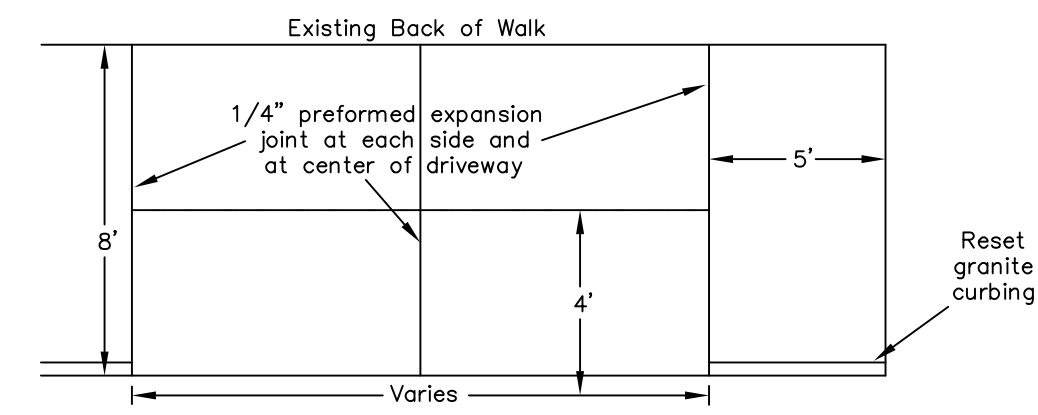 Existing Back of Walk
1/4" preformed expansion
joint at each side and
at center of driveway
5'
8'
Reset
granite
curbing
4'
Varies